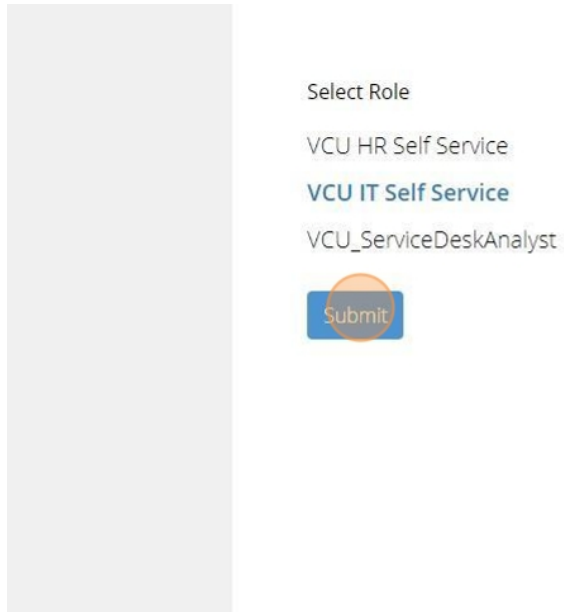 Select Role
VCU HR Self Service
VCU IT Self Service
VCU_ServiceDeskAnalyst
Submit